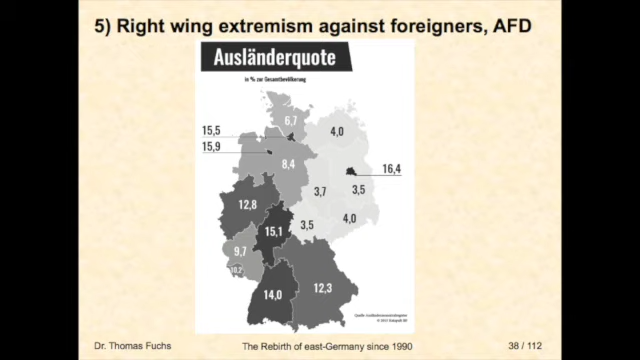 5) Right wing extremism against foreigners, AFD
Ausländerquote
in % zur Gesamtbevölkerung
6,7
4,0
15,5
15,9
8,4
16,4
3,7
3,5
12,8
3,5
4,0
15,1
9,7
10,2
14,0
12,3
Dr. Thomas Fuchs
The Rebirth of east-Germany since 1990
38 / 112